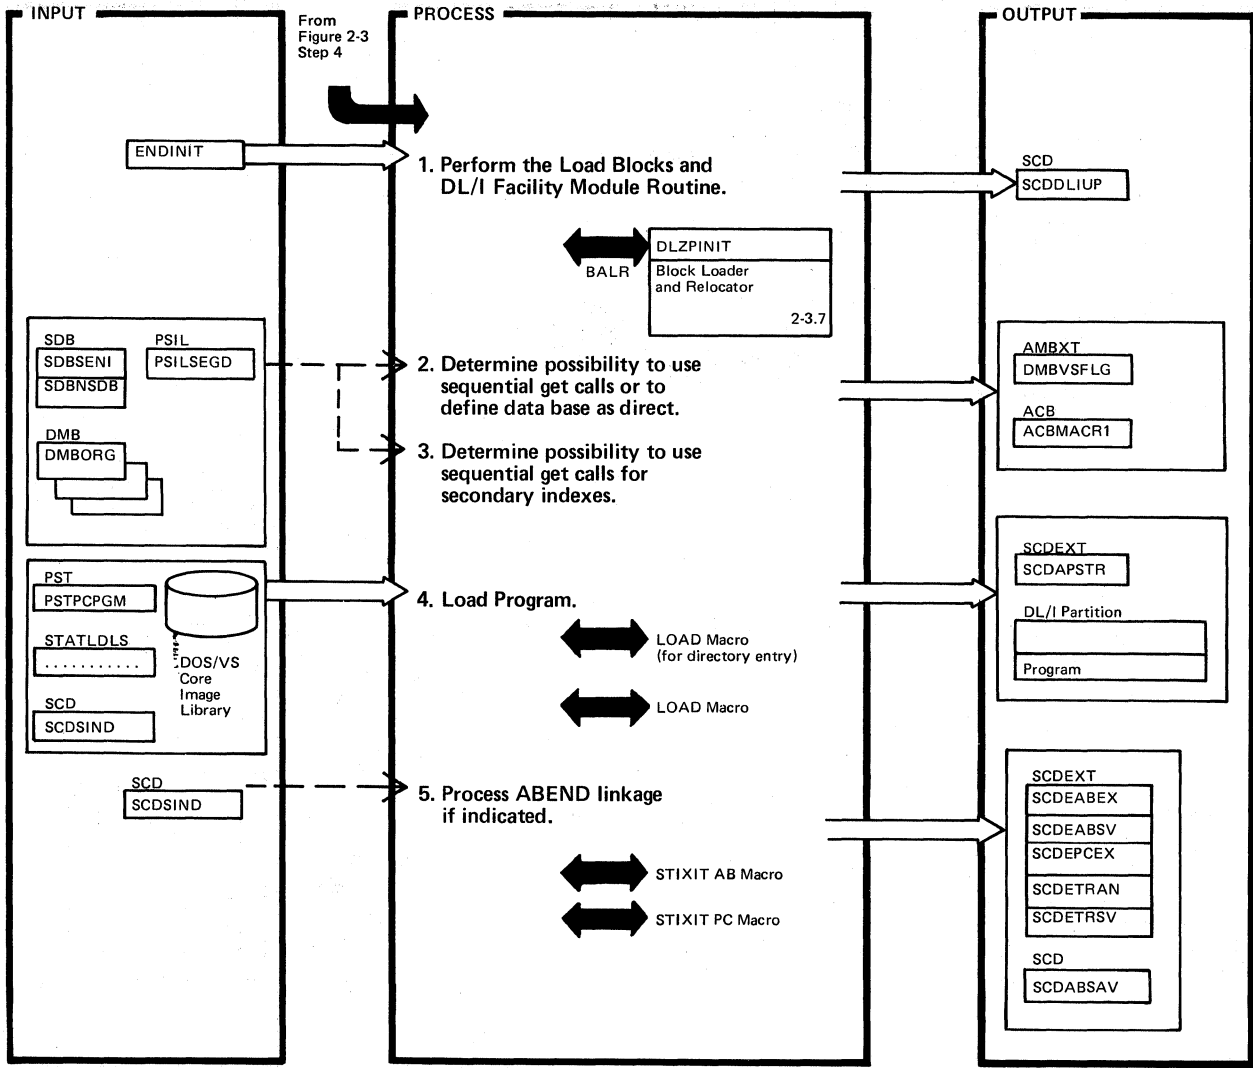 INPUT
From
Figure 2-3
Step 4
PROCESS
OUTPUT
ENDINIT
1. Perform the Load Blocks and
DL/I Facility Module Routine.
SCD
SCDDLIUP
BALR
DLZPINIT
Block Loader
and Relocator
2-3.7
SDB
SDBSENI
SDBNSDB
PSIL
PSILSEGD
DMB
DMBORG
2. Determine possibility to use
sequential get calls or to
define data base as direct.
3. Determine possibility to use
sequential get calls for
secondary indexes.
AMBXT
DMBVSFLG
ACB
ACBMACR1
PST
PSTPCPGM
STATLDLS
. . . . . . . . . . .
SCD
SCDSIND
DOS/VS
Core
Image
Library
4. Load Program.
LOAD Macro
(for directory entry)
LOAD Macro
SCDEXT
SCDAPSTR
DL/I Partition
Program
SCD
SCDSIND
5. Process ABEND linkage
if indicated.
STIXIT AB Macro
STIXIT PC Macro
SCDEXT
SCDEABEX
SCDEABSV
SCDEPCEX
SCDETRAN
SCDETRSV
SCD
SCDABSAV